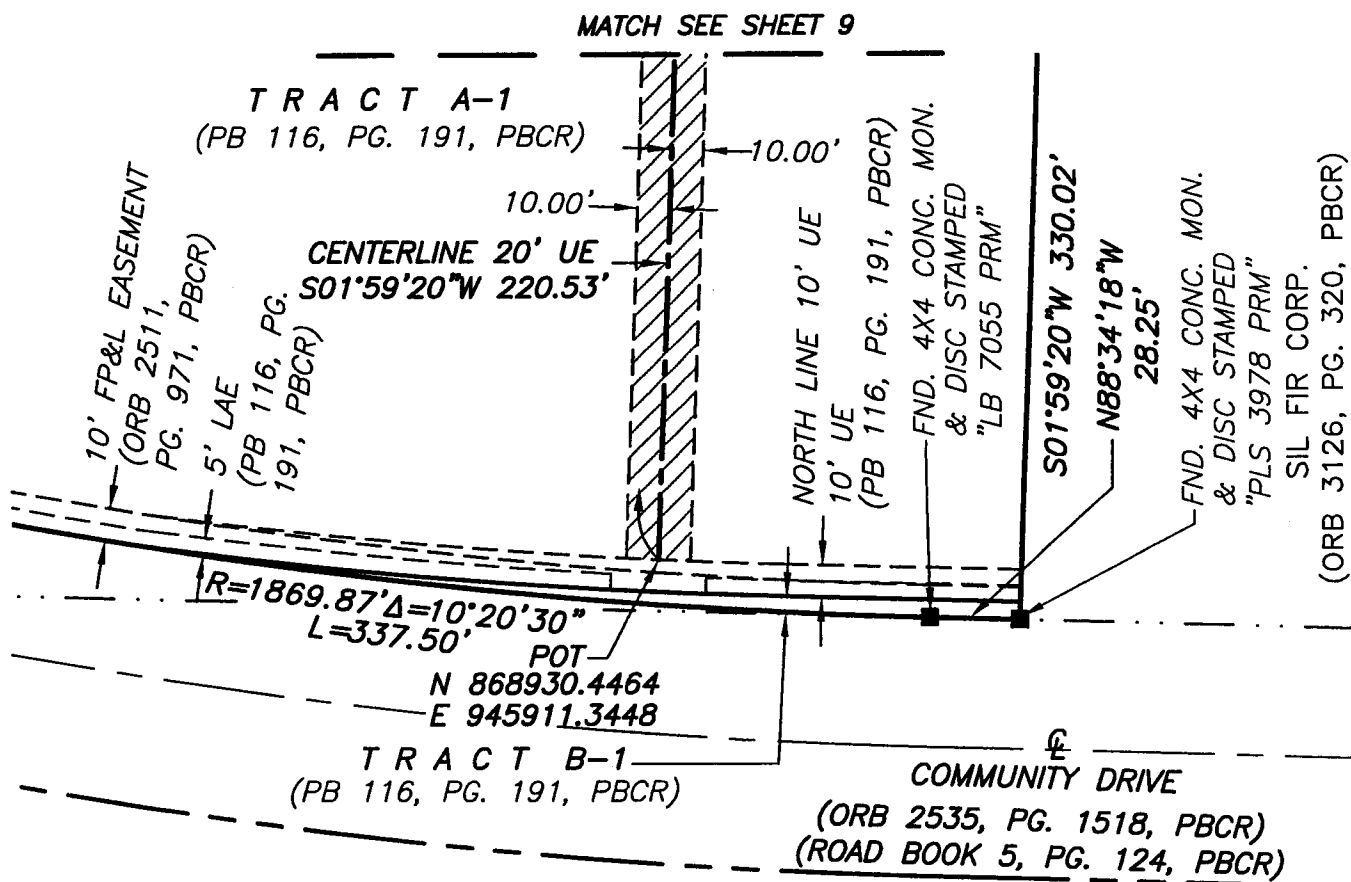 MATCH SEE SHEET 9
TRACT A-1
(PB 116, PG. 191, PBCR)
10.00'
10.00'
CENTERLINE 20' UE
S01°59'20"W 220.53'
10' FP&L EASEMENT
(ORB 2511,
PG. 971, PBCR)
5' LAE
(PB 116, PG.
191, PBCR)
NORTH LINE 10' UE
10' UE
(PB 116, PG. 191, PBCR)
FND. 4X4 CONC. MON.
& DISC STAMPED
"LB 7055 PRM"
S01°59'20"W 330.02'
N88°34'18"W
28.25'
FND. 4X4 CONC. MON.
& DISC STAMPED
"PLS 3978 PRM"
SIL FIR CORP.
(ORB 3126, PG. 320, PBCR)
R=1869.87' Δ=10°20'30"
L=337.50'
POT
N 868930.4464
E 945911.3448
TRACT B-1
(PB 116, PG. 191, PBCR)
℄
COMMUNITY DRIVE
(ORB 2535, PG. 1518, PBCR)
(ROAD BOOK 5, PG. 124, PBCR)